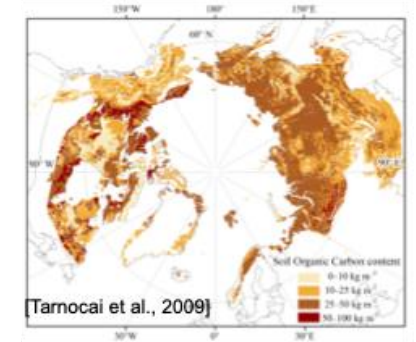 150°W 180° 150°E
60° N
90° W 90° E
Soil Organic Carbon content
0-10 kg m⁻²
10-25 kg m⁻²
25-50 kg m⁻²
50-100 kg m⁻²
[Tarnocai et al., 2009]
30°W 0° 30°E